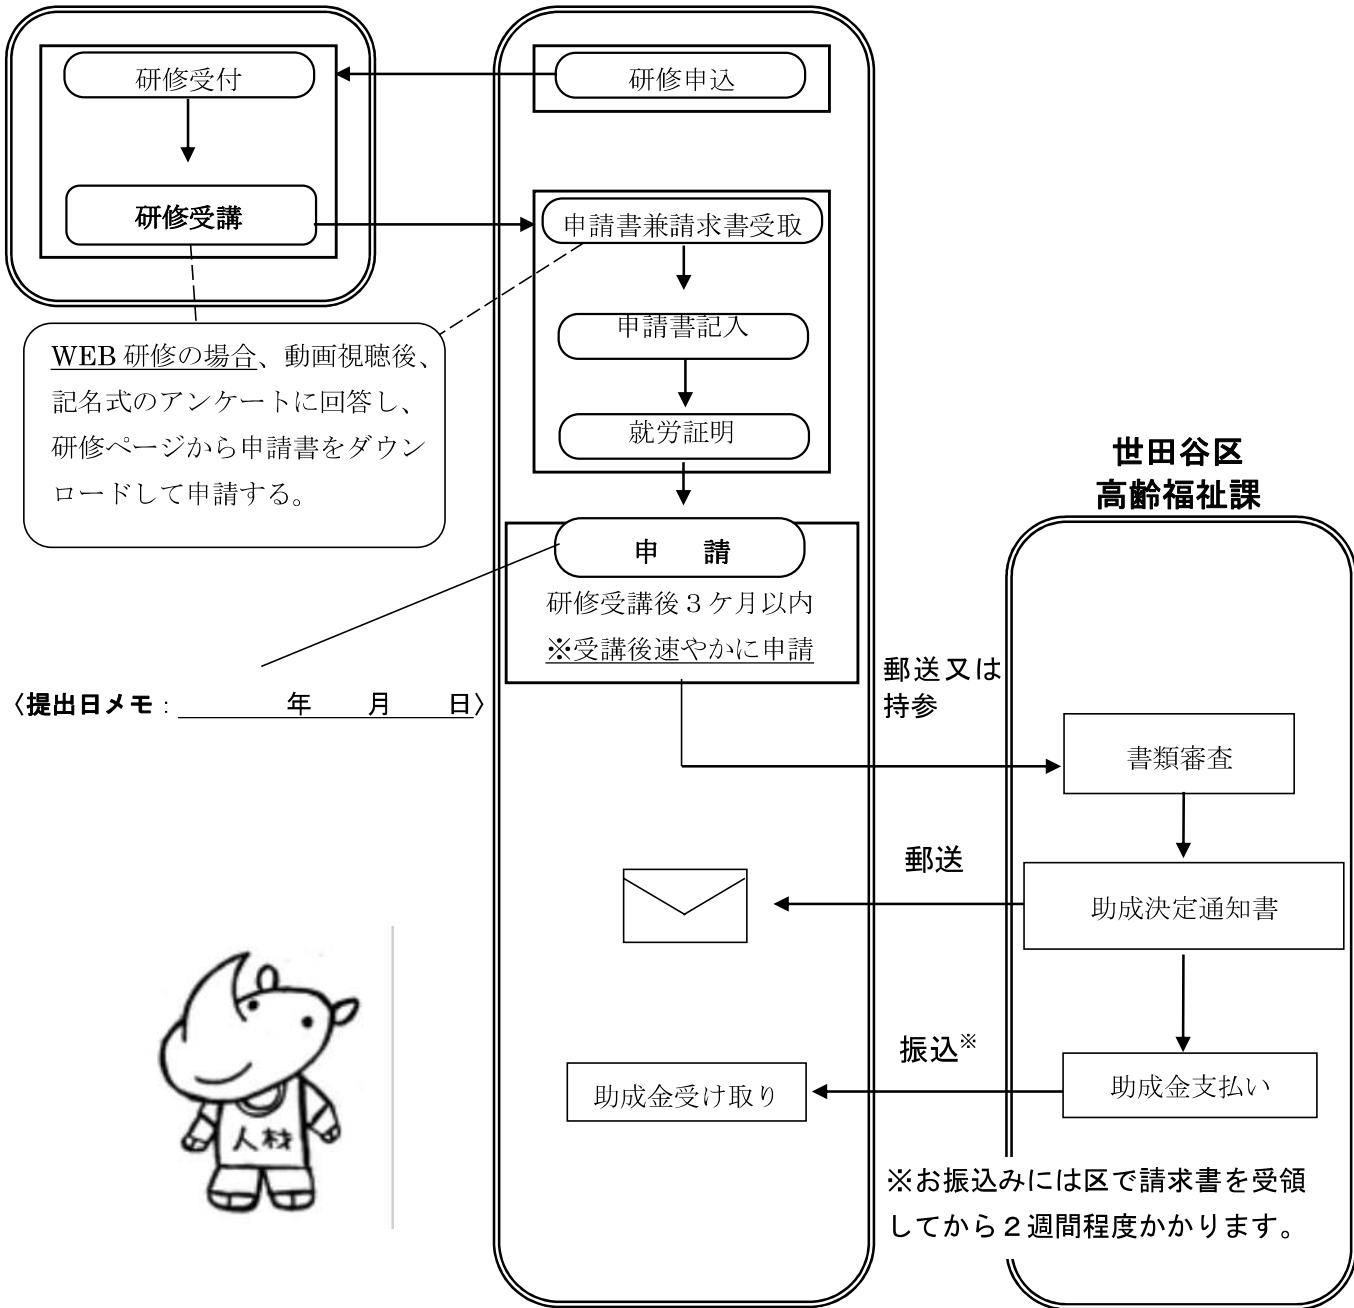 研修受付
研修申込
研修受講
申請書兼請求書受取
申請書記入
WEB 研修の場合、動画視聴後、
記名式のアンケートに回答し、
研修ページから申請書をダウン
ロードして申請する。
就労証明
世田谷区
高齢福祉課
申　請
研修受講後３ケ月以内
※受講後速やかに申請
〈提出日メモ：　　　年　　月　　日〉
郵送又は
持参
書類審査
郵送
助成決定通知書
振込※
助成金受け取り
助成金支払い
人材
※お振込みには区で請求書を受領
してから２週間程度かかります。